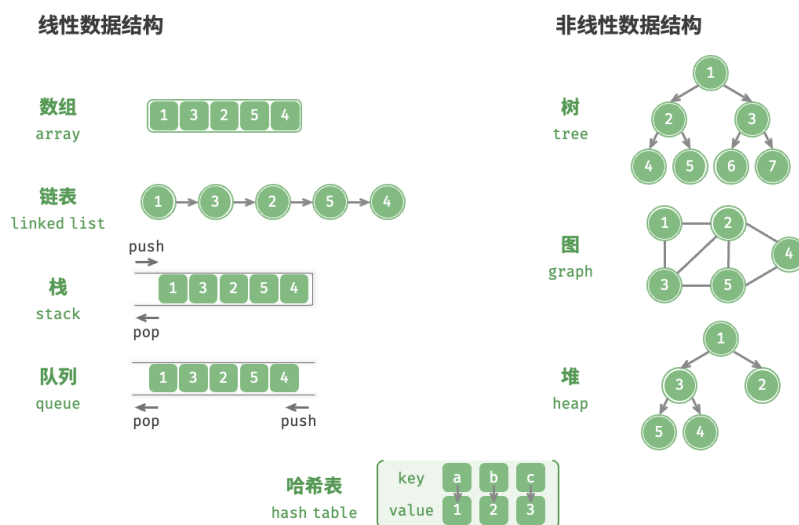 线性数据结构
数组
array
1 3 2 5 4
链表
linked list
1 3 2 5 4
栈
stack
push
1 3 2 5 4
pop
队列
queue
1 3 2 5 4
pop push
非线性数据结构
树
tree
1
2 3
4 5 6 7
图
graph
1 2
4
3 5
堆
heap
1
3 2
5 4
哈希表
hash table
key a b c
value 1 2 3